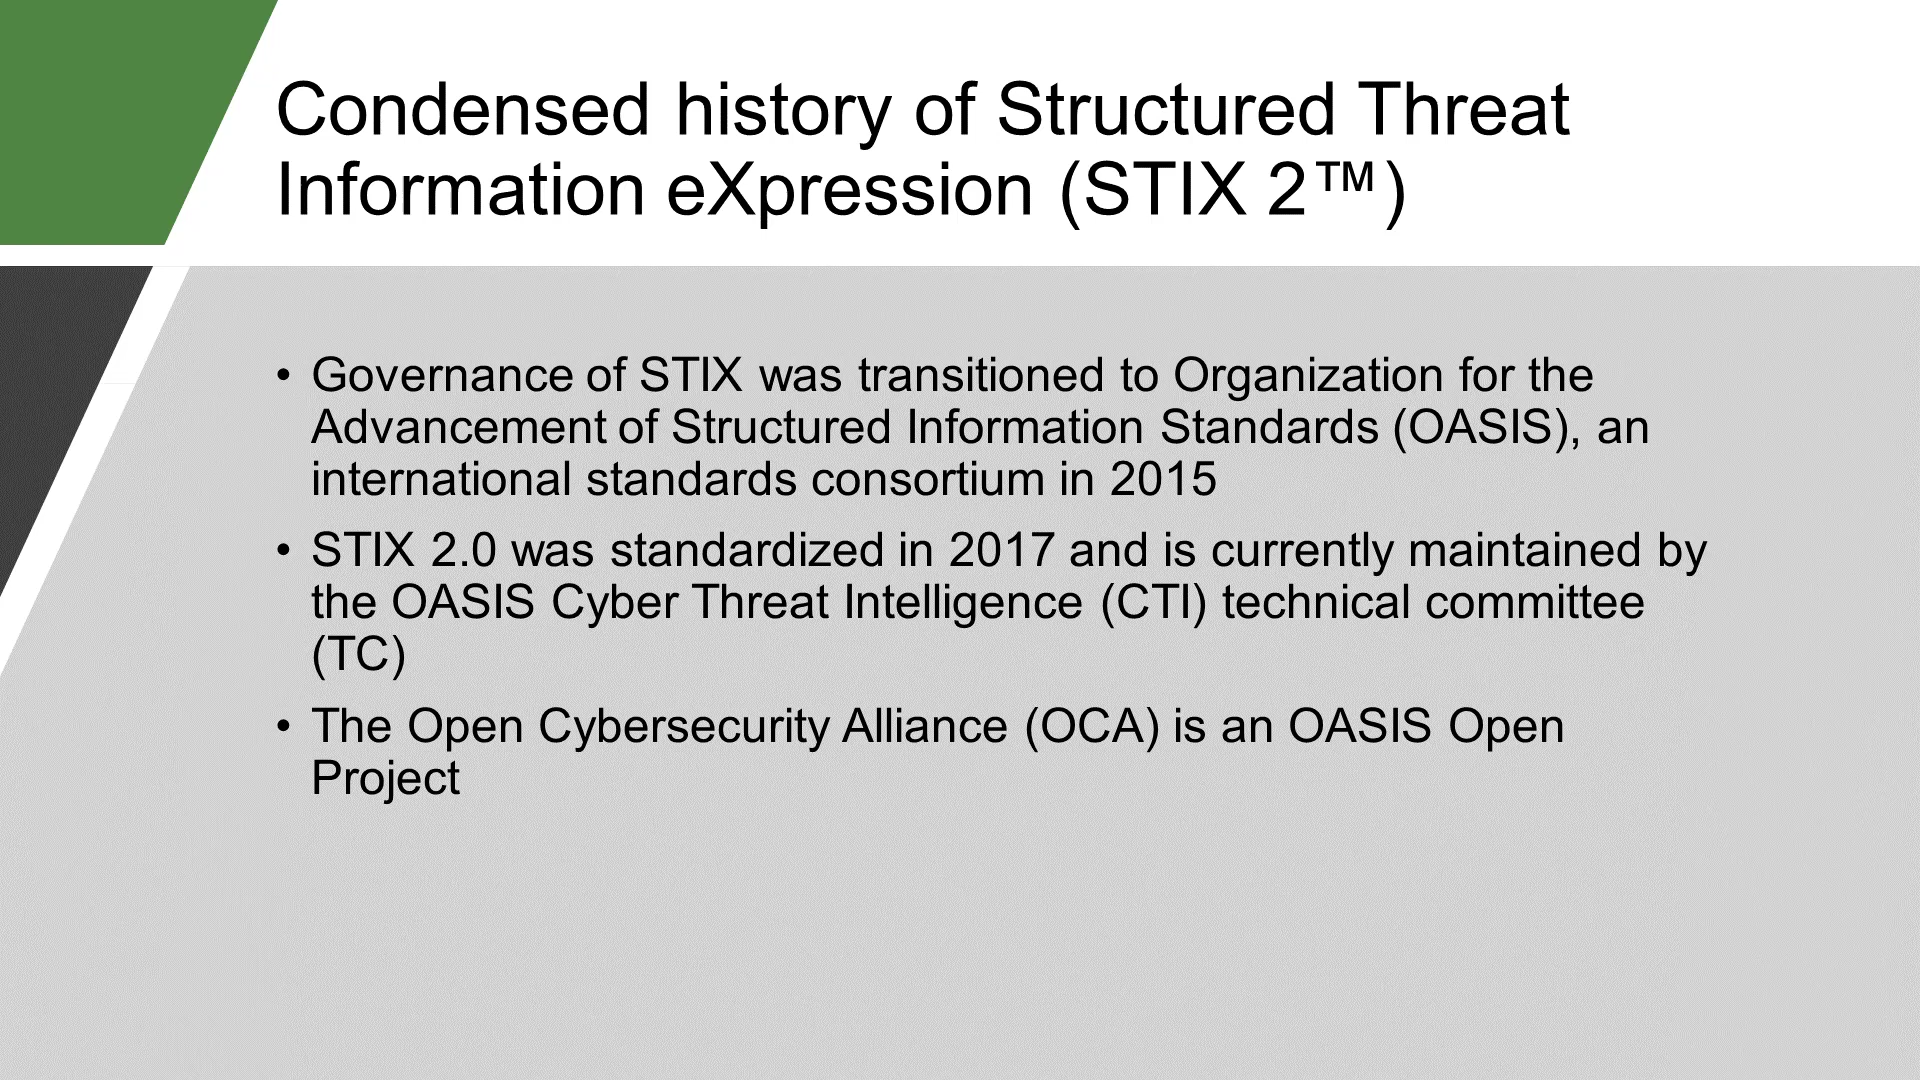 Condensed history of Structured Threat
Information eXpression (STIX 2™)
• Governance of STIX was transitioned to Organization for the
Advancement of Structured Information Standards (OASIS), an
international standards consortium in 2015
• STIX 2.0 was standardized in 2017 and is currently maintained by
the OASIS Cyber Threat Intelligence (CTI) technical committee
(TC)
• The Open Cybersecurity Alliance (OCA) is an OASIS Open
Project